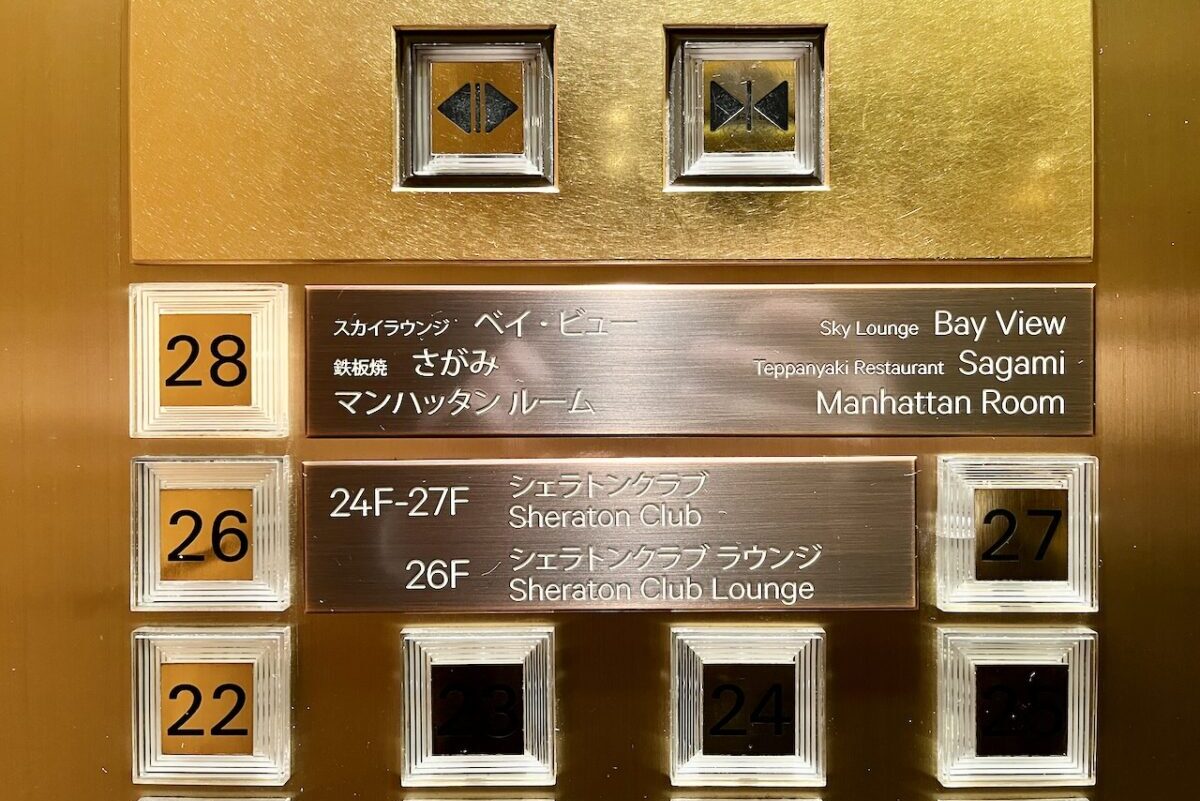 28
スカイラウンジ ベイ・ビュー Sky Lounge Bay View
鉄板焼 さがみ Teppanyaki Restaurant Sagami
マンハッタン ルーム Manhattan Room
26
24F-27F シェラトンクラブ
Sheraton Club
26F シェラトンクラブ ラウンジ
Sheraton Club Lounge
27
22 23 24 25